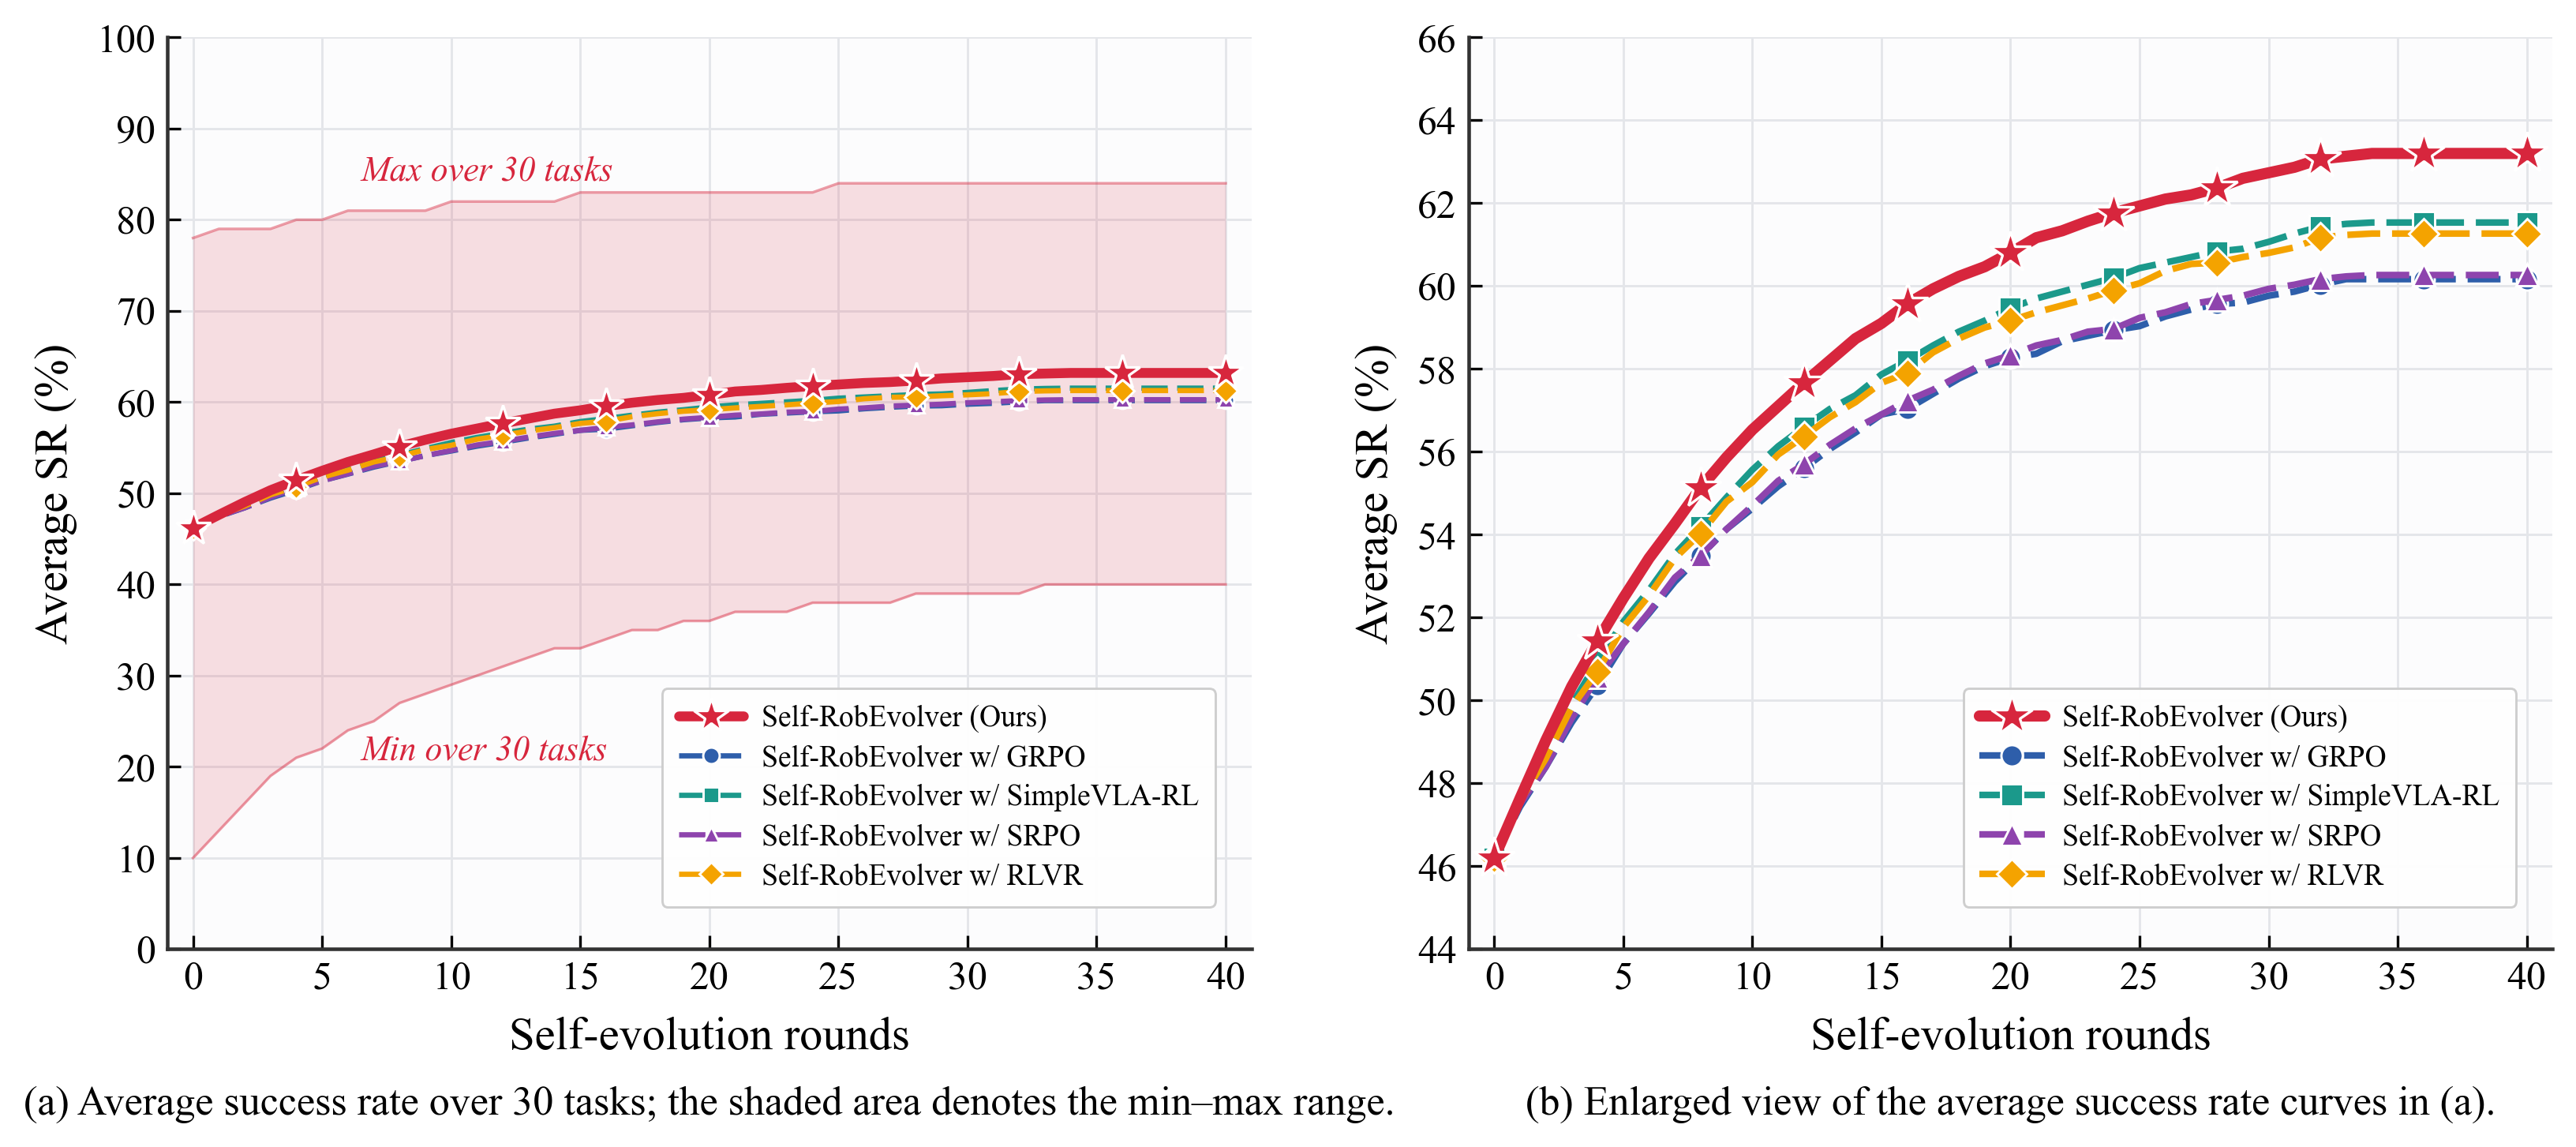 100
90
80
70
60
50
40
30
20
10
0
Average SR (%)
Max over 30 tasks
Min over 30 tasks
Self-RobEvolver (Ours)
Self-RobEvolver w/ GRPO
Self-RobEvolver w/ SimpleVLA-RL
Self-RobEvolver w/ SRPO
Self-RobEvolver w/ RLVR
0 5 10 15 20 25 30 35 40
Self-evolution rounds
(a) Average success rate over 30 tasks; the shaded area denotes the min–max range.
66
64
62
60
58
56
54
52
50
48
46
44
Average SR (%)
Self-RobEvolver (Ours)
Self-RobEvolver w/ GRPO
Self-RobEvolver w/ SimpleVLA-RL
Self-RobEvolver w/ SRPO
Self-RobEvolver w/ RLVR
0 5 10 15 20 25 30 35 40
Self-evolution rounds
(b) Enlarged view of the average success rate curves in (a).